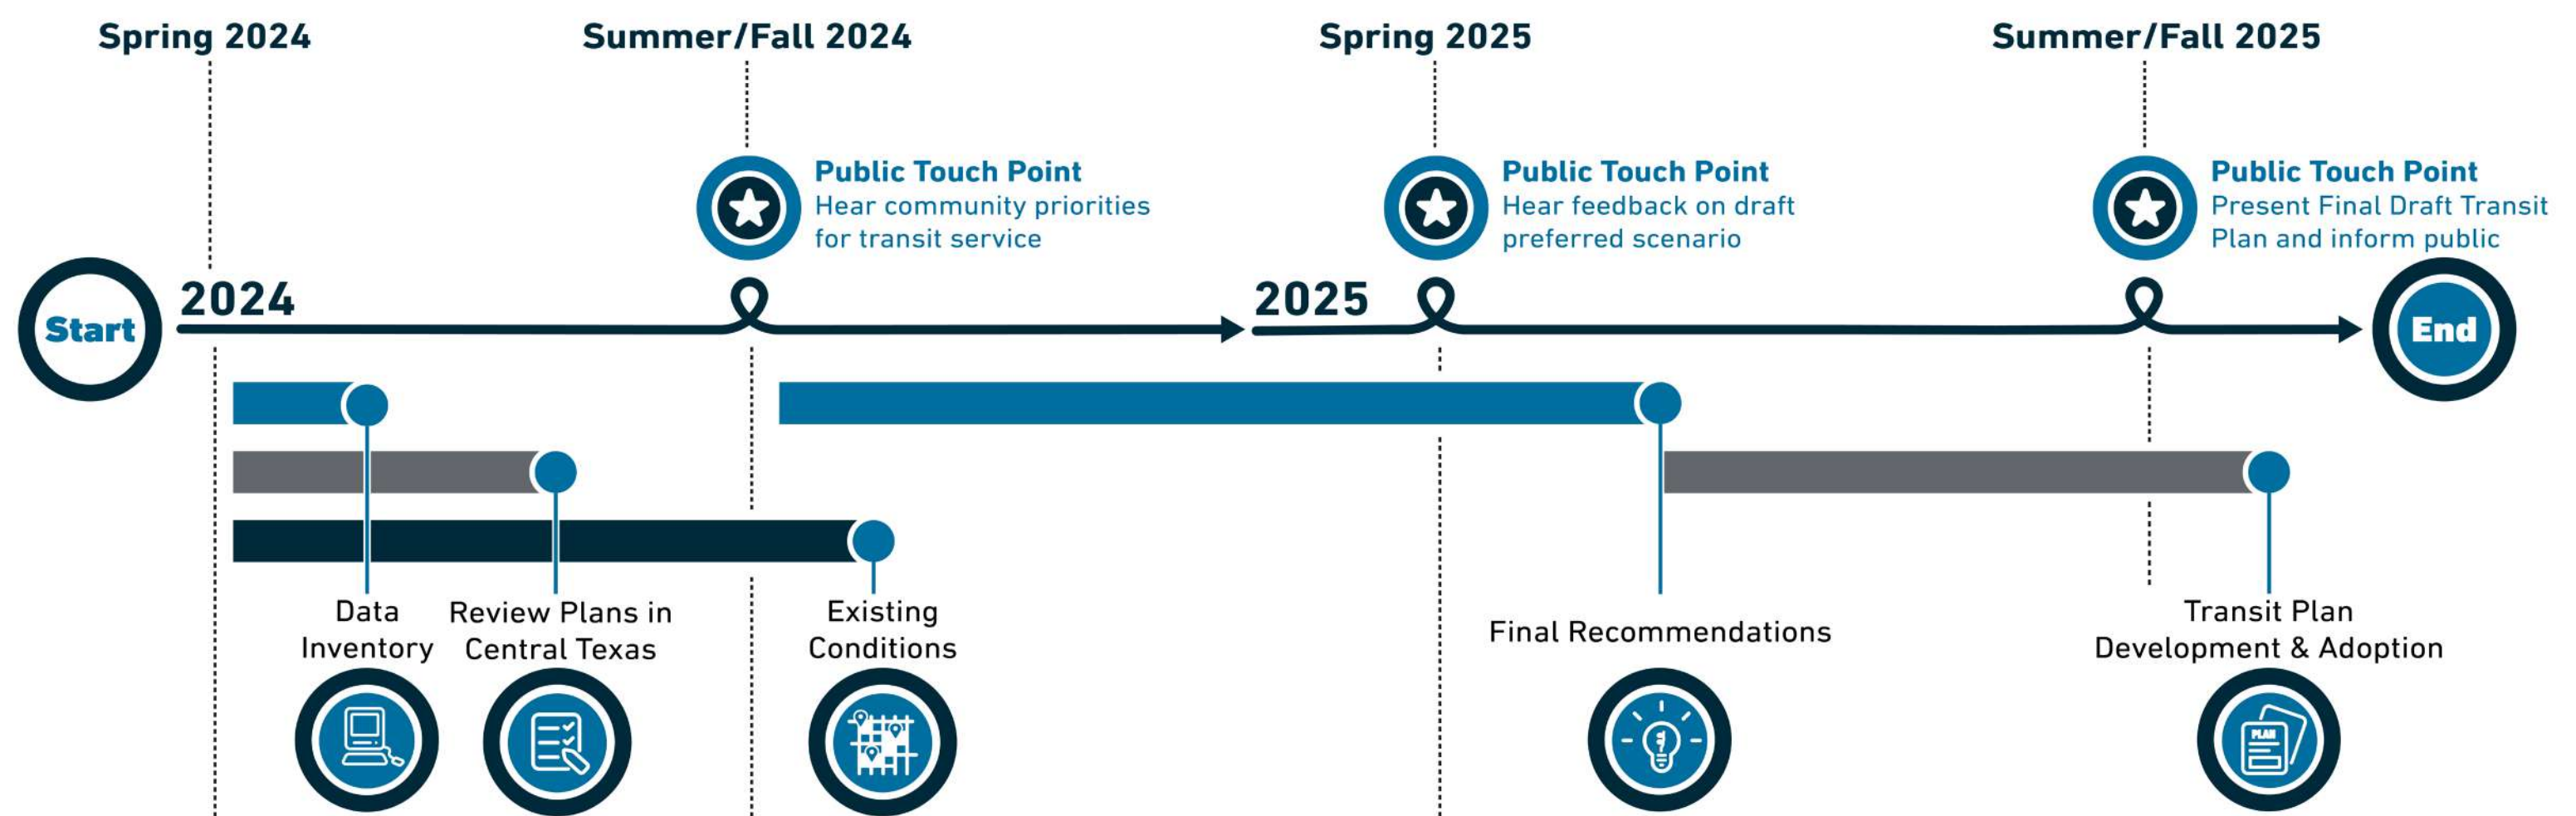 Spring 2024
Summer/Fall 2024
Spring 2025
Summer/Fall 2025
Public Touch Point
Hear community priorities
for transit service
Public Touch Point
Hear feedback on draft
preferred scenario
Public Touch Point
Present Final Draft Transit
Plan and inform public
Start
2024
2025
End
Data
Inventory
Review Plans in
Central Texas
Existing
Conditions
Final Recommendations
Transit Plan
Development & Adoption
PLAN